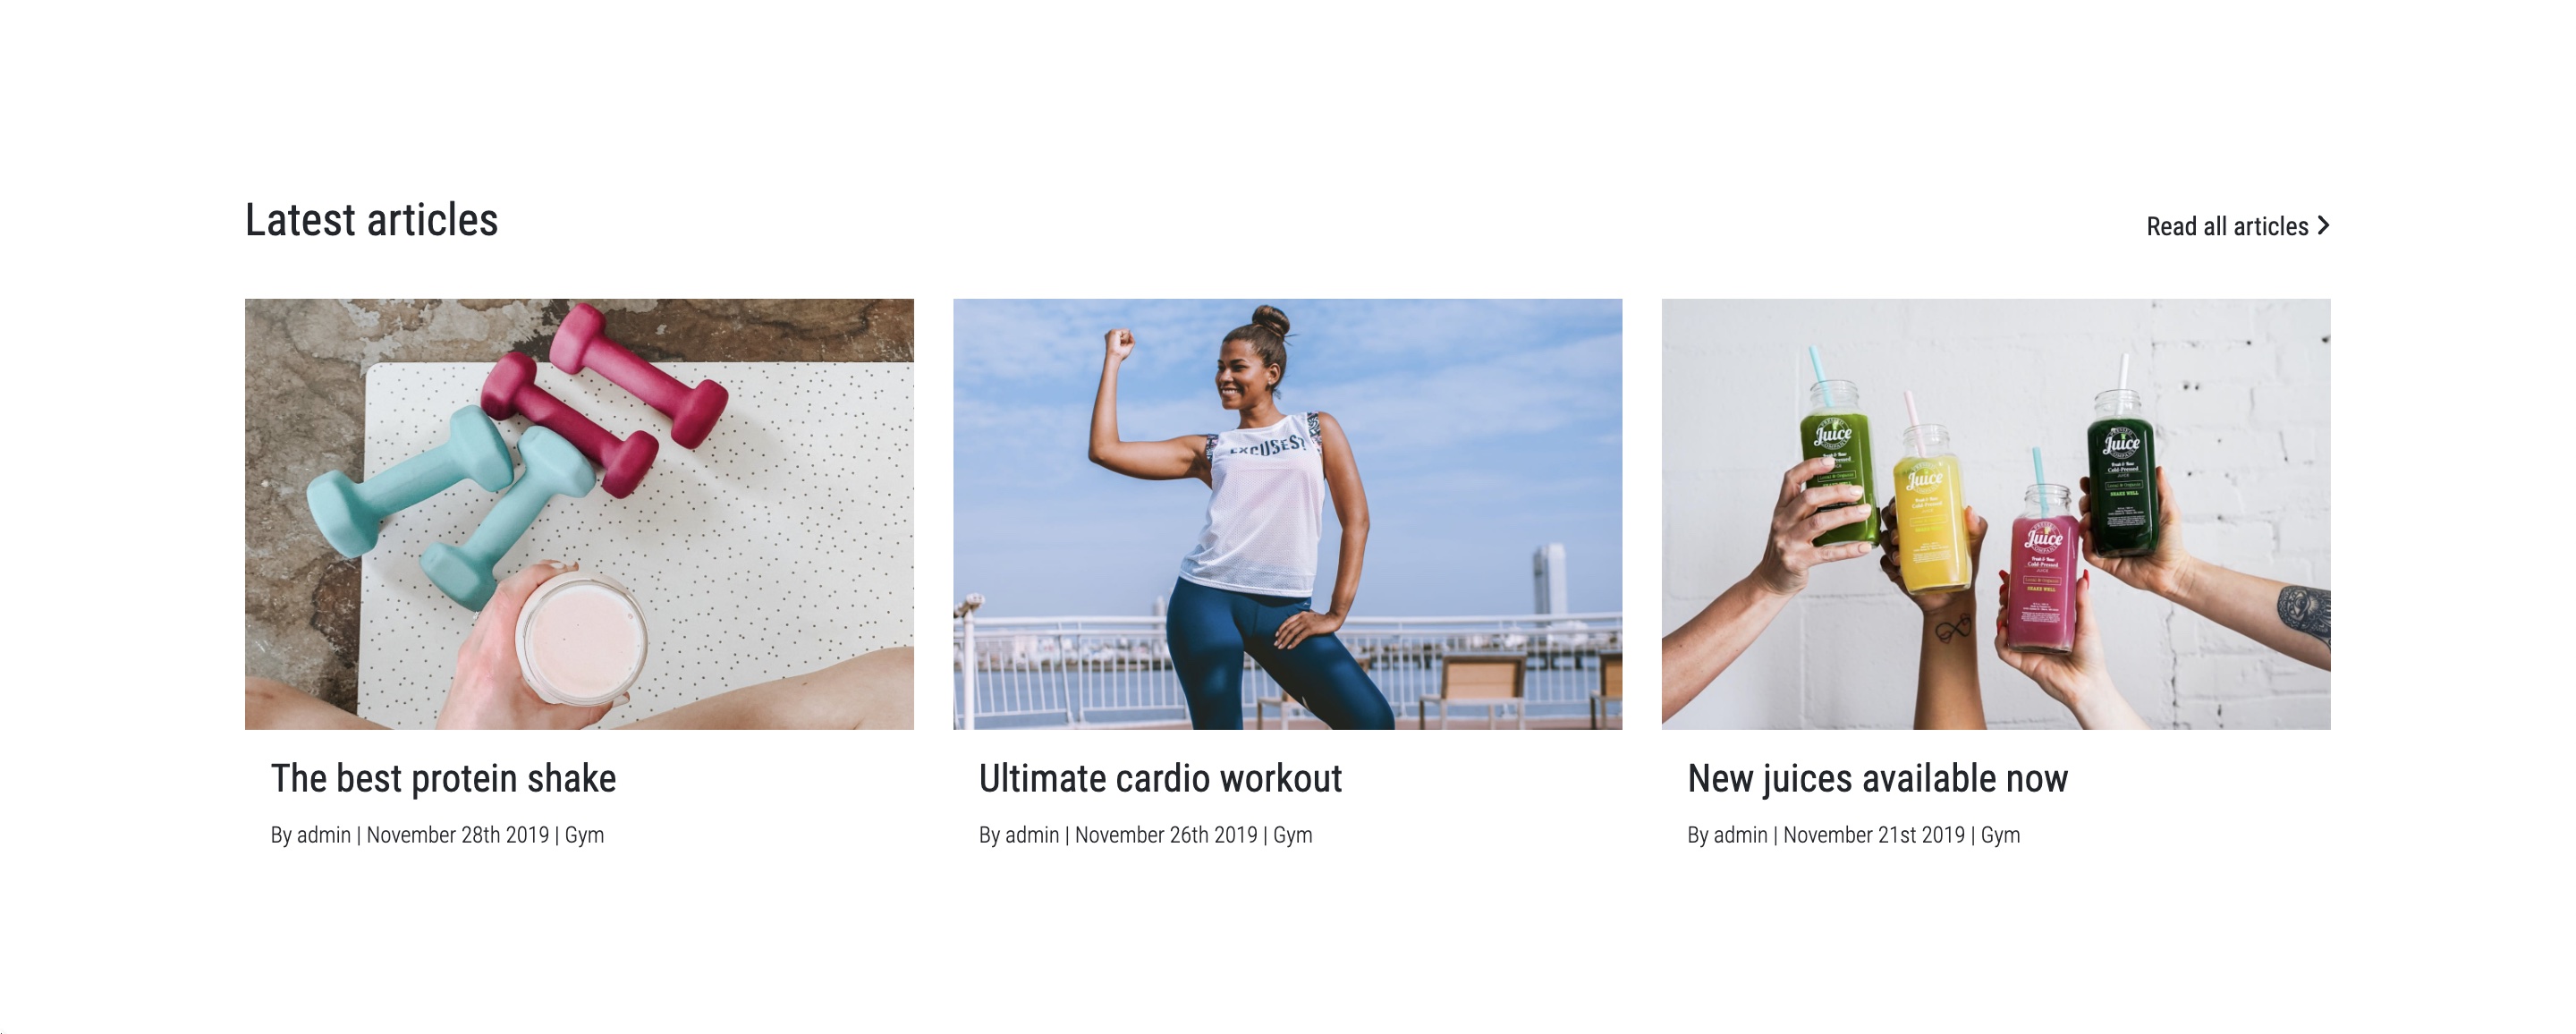 Latest articles
Read all articles
EXCUSES?
Juice
Juice
Juice
Juice
The best protein shake
Ultimate cardio workout
New juices available now
By admin | November 28th 2019 | Gym
By admin | November 26th 2019 | Gym
By admin | November 21st 2019 | Gym